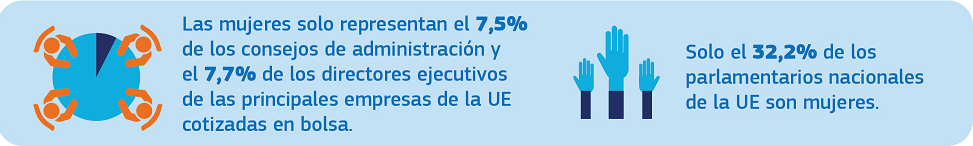 Las mujeres solo representan el 7,5%
de los consejos de administración y
el 7,7% de los directores ejecutivos
de las principales empresas de la UE
cotizadas en bolsa.
Solo el 32,2% de los
parlamentarios nacionales
de la UE son mujeres.